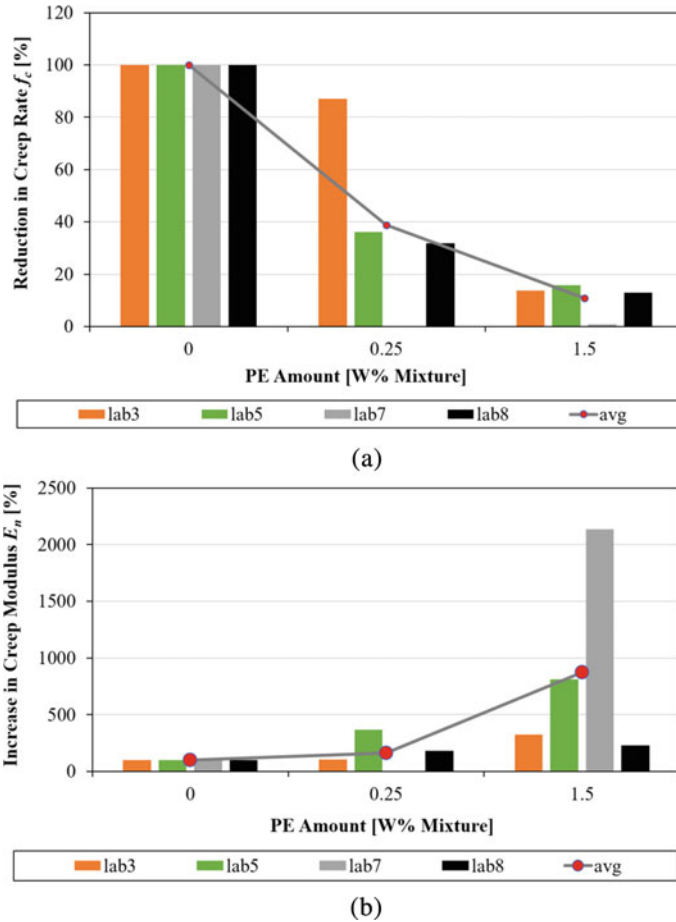 120
100
80
60
40
20
0
Reduction in Creep Rate f_c [%]
0 0.25 1.5
PE Amount [W% Mixture]
lab3 lab5 lab7 lab8 avg
(a)
2500
2000
1500
1000
500
0
Increase in Creep Modulus E_n [%]
0 0.25 1.5
PE Amount [W% Mixture]
lab3 lab5 lab7 lab8 avg
(b)